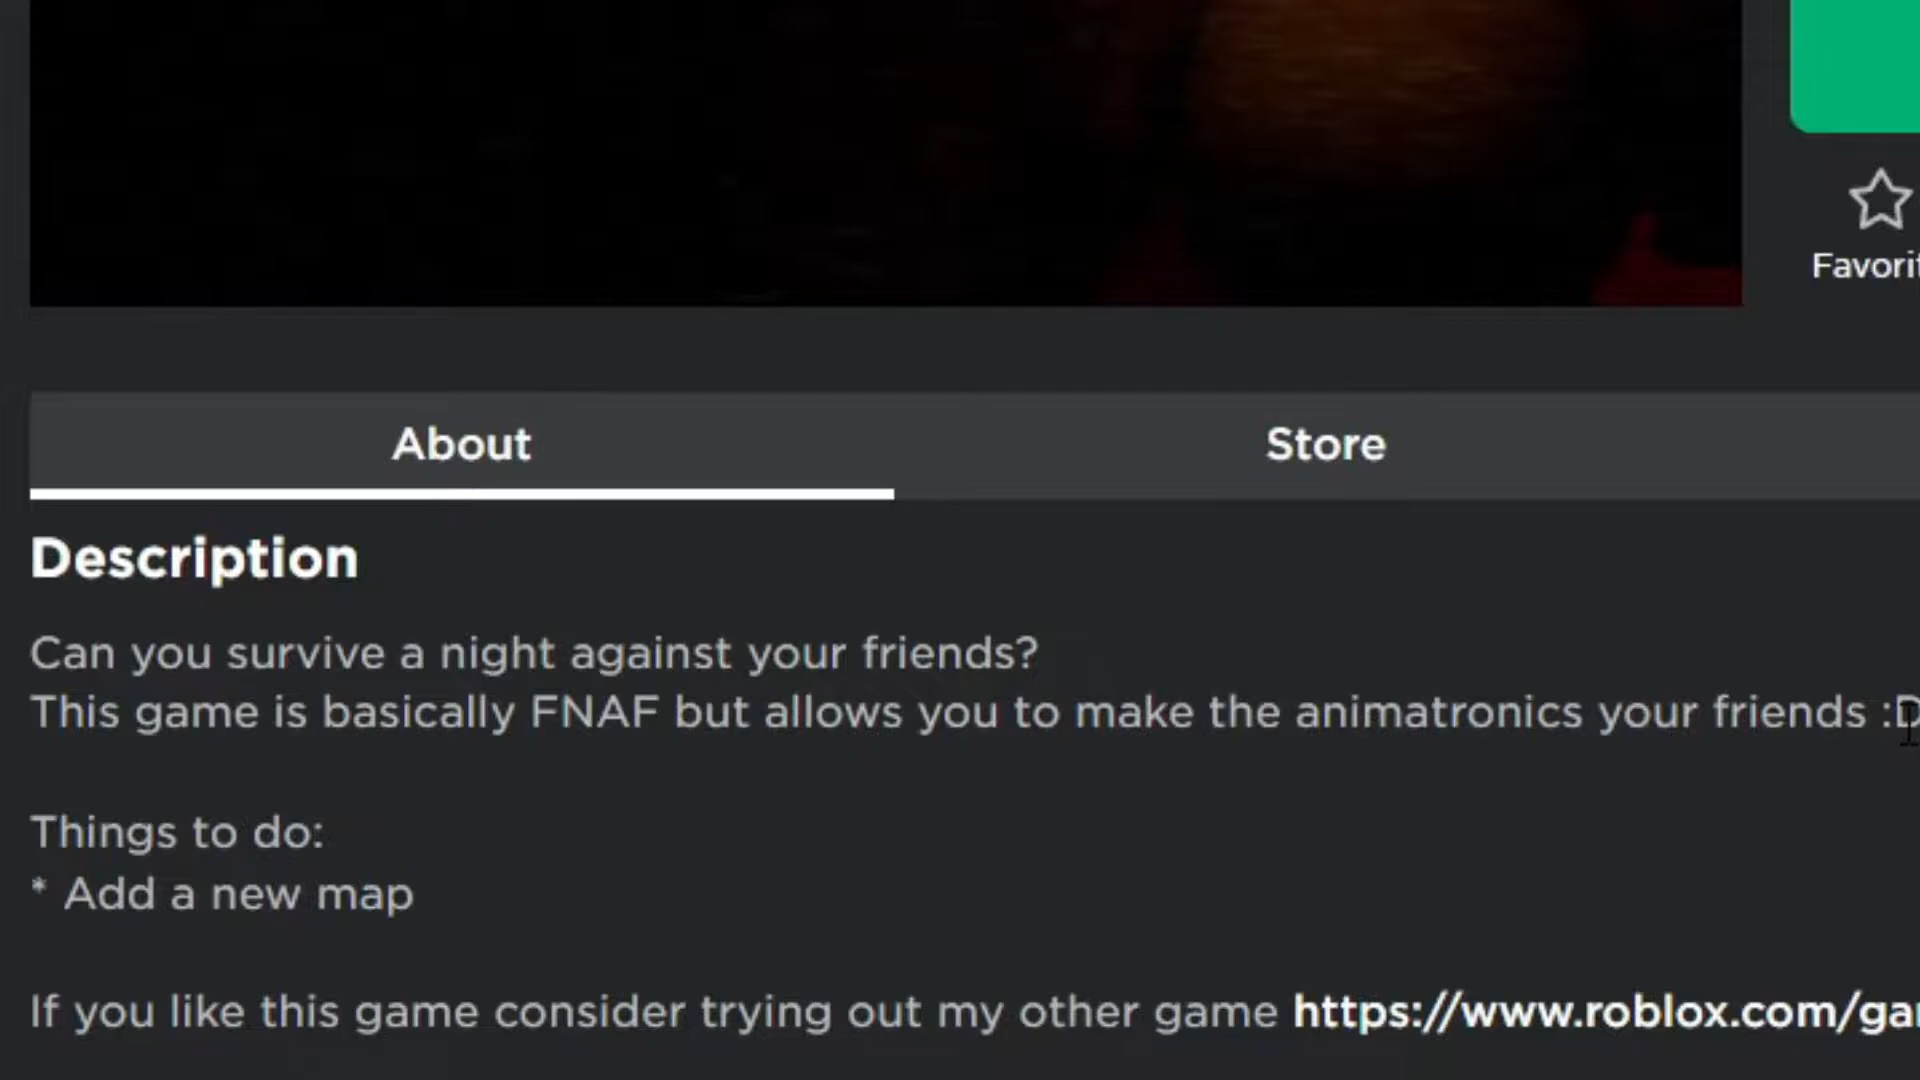 Favorit
About
Store
Description
Can you survive a night against your friends?
This game is basically FNAF but allows you to make the animatronics your friends :D
Things to do:
* Add a new map
If you like this game consider trying out my other game https://www.roblox.com/gar